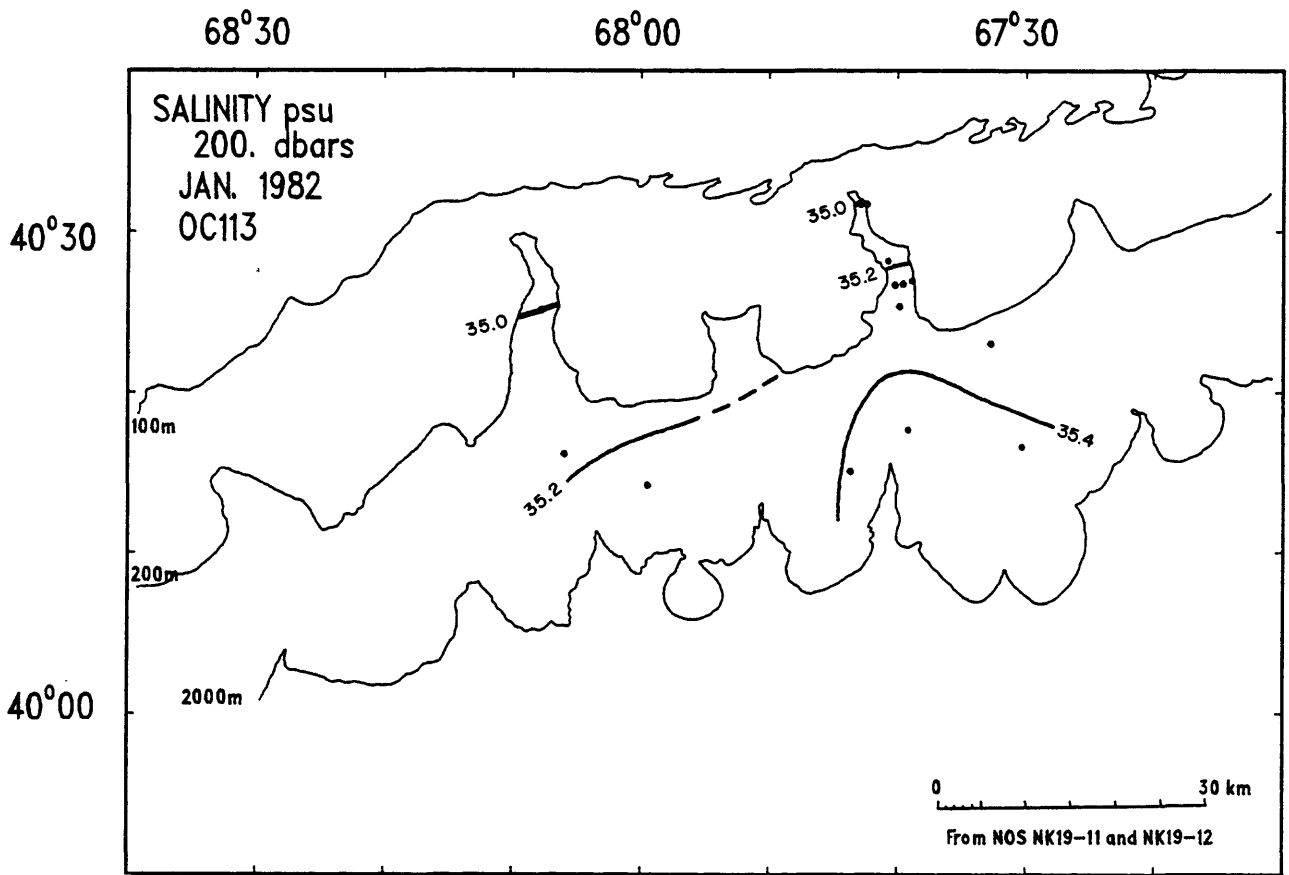 68°30 68°00 67°30
SALINITY psu
200. dbars
JAN. 1982
OC113
40°30
35.0
35.2
35.0
100m
35.4
35.2
200m
2000m
40°00
0 30 km
From NOS NK19-11 and NK19-12